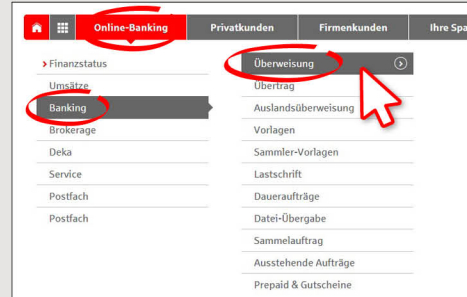 Online-Banking Privatkunden Firmenkunden Ihre Spa
Finanzstatus
Umsätze
Banking
Brokerage
Deka
Service
Postfach
Postfach
Überweisung
Übertrag
Auslandsüberweisung
Vorlagen
Sammler-Vorlagen
Lastschrift
Daueraufträge
Datei-Übergabe
Sammelauftrag
Ausstehende Aufträge
Prepaid & Gutscheine